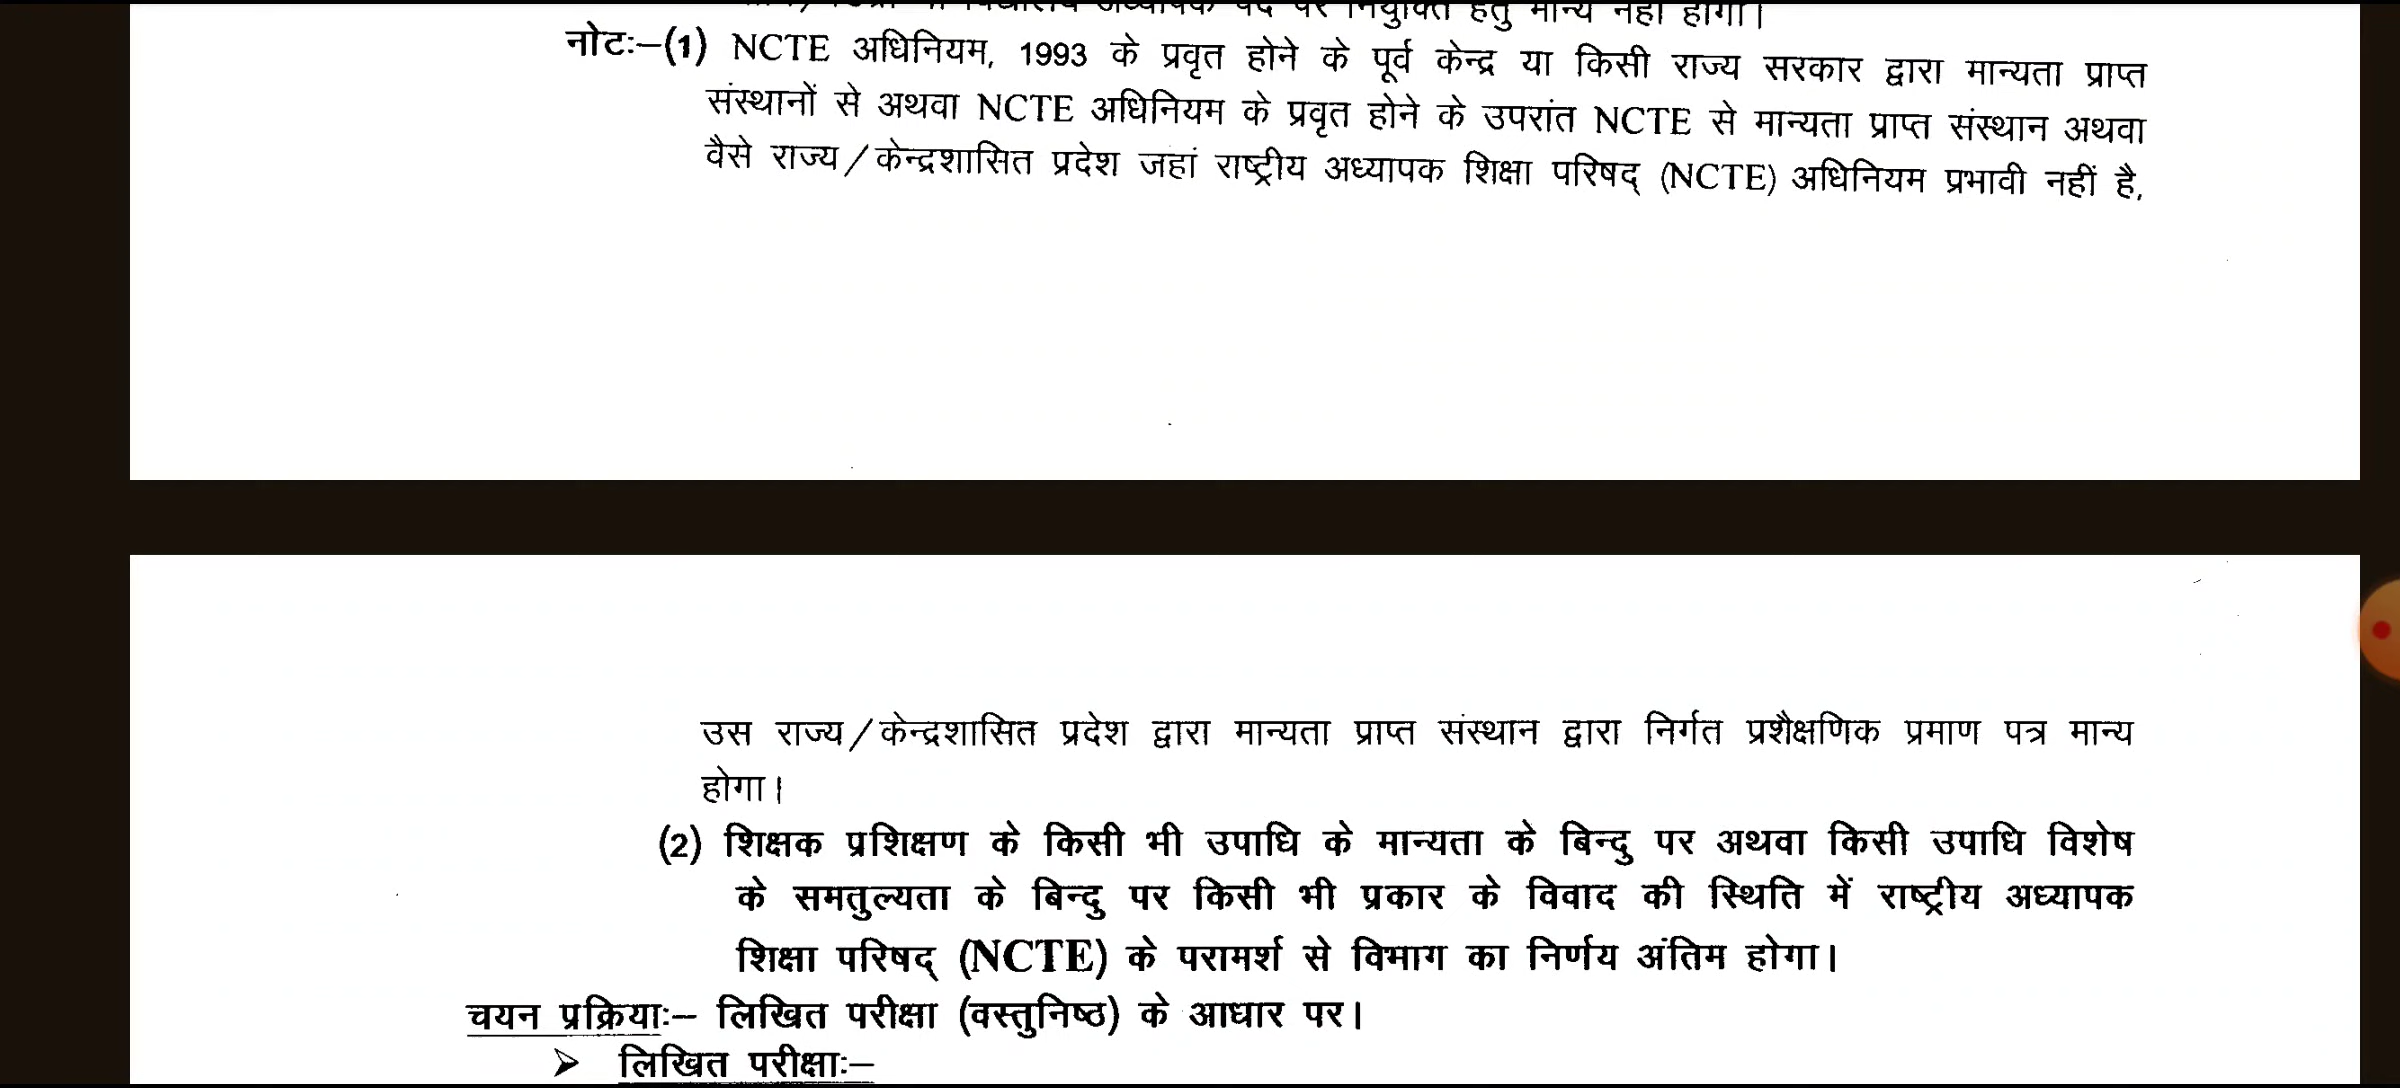 पद पर नियुक्ति हेतु मान्य नहीं होगा।
नोटः–(1) NCTE अधिनियम, 1993 के प्रवृत होने के पूर्व केन्द्र या किसी राज्य सरकार द्वारा मान्यता प्राप्त
संस्थानों से अथवा NCTE अधिनियम के प्रवृत होने के उपरांत NCTE से मान्यता प्राप्त संस्थान अथवा
वैसे राज्य/केन्द्रशासित प्रदेश जहां राष्ट्रीय अध्यापक शिक्षा परिषद् (NCTE) अधिनियम प्रभावी नहीं है,
उस राज्य/केन्द्रशासित प्रदेश द्वारा मान्यता प्राप्त संस्थान द्वारा निर्गत प्रशैक्षणिक प्रमाण पत्र मान्य
होगा।
(2) शिक्षक प्रशिक्षण के किसी भी उपाधि के मान्यता के बिन्दु पर अथवा किसी उपाधि विशेष
के समतुल्यता के बिन्दु पर किसी भी प्रकार के विवाद की स्थिति में राष्ट्रीय अध्यापक
शिक्षा परिषद् (NCTE) के परामर्श से विभाग का निर्णय अंतिम होगा।
चयन प्रक्रियाः– लिखित परीक्षा (वस्तुनिष्ठ) के आधार पर।
➢ लिखित परीक्षाः–